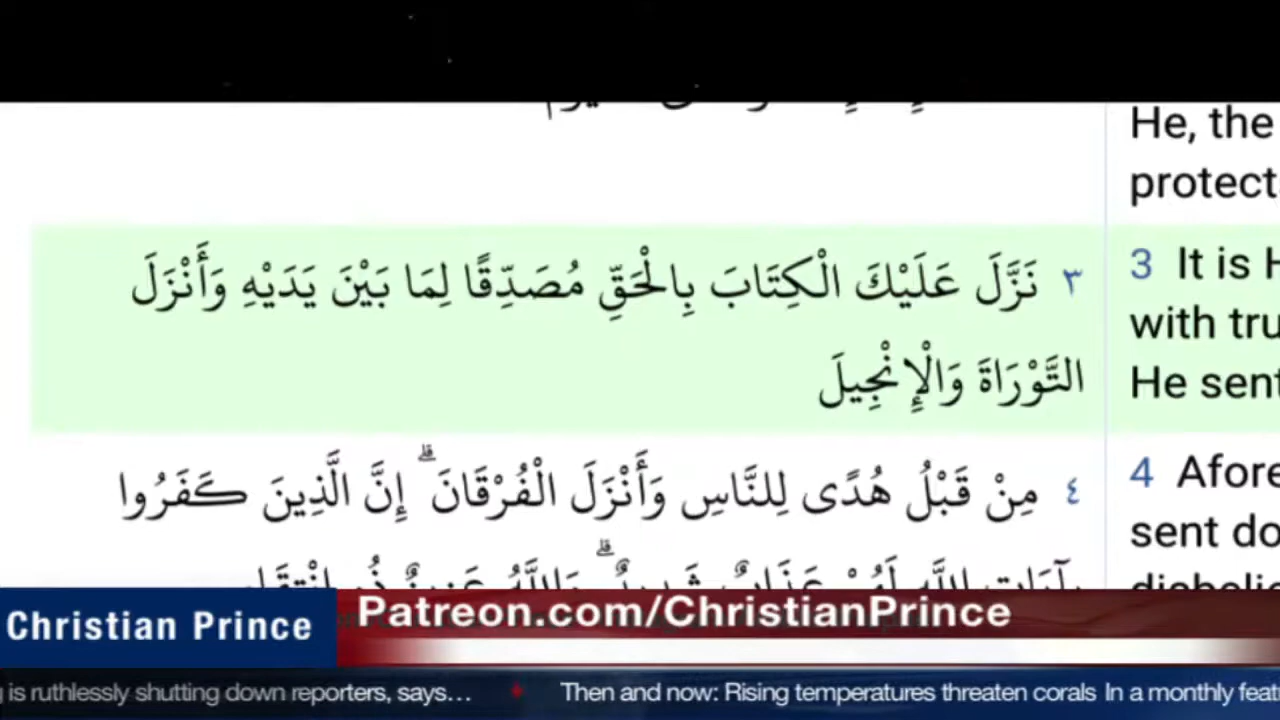 He, the
protect
٣ نَزَّلَ عَلَيْكَ الْكِتَابَ بِالْحَقِّ مُصَدِّقًا لِمَا بَيْنَ يَدَيْهِ وَأَنْزَلَ
التَّوْرَاةَ وَالْإِنْجِيلَ
3 It is H
with tru
He sent
٤ مِنْ قَبْلُ هُدًى لِلنَّاسِ وَأَنْزَلَ الْفُرْقَانَ ۗ إِنَّ الَّذِينَ كَفَرُوا
4 Afore
sent do
Christian Prince
Patreon.com/ChristianPrince
is ruthlessly shutting down reporters, says… Then and now: Rising temperatures threaten corals In a monthly feat